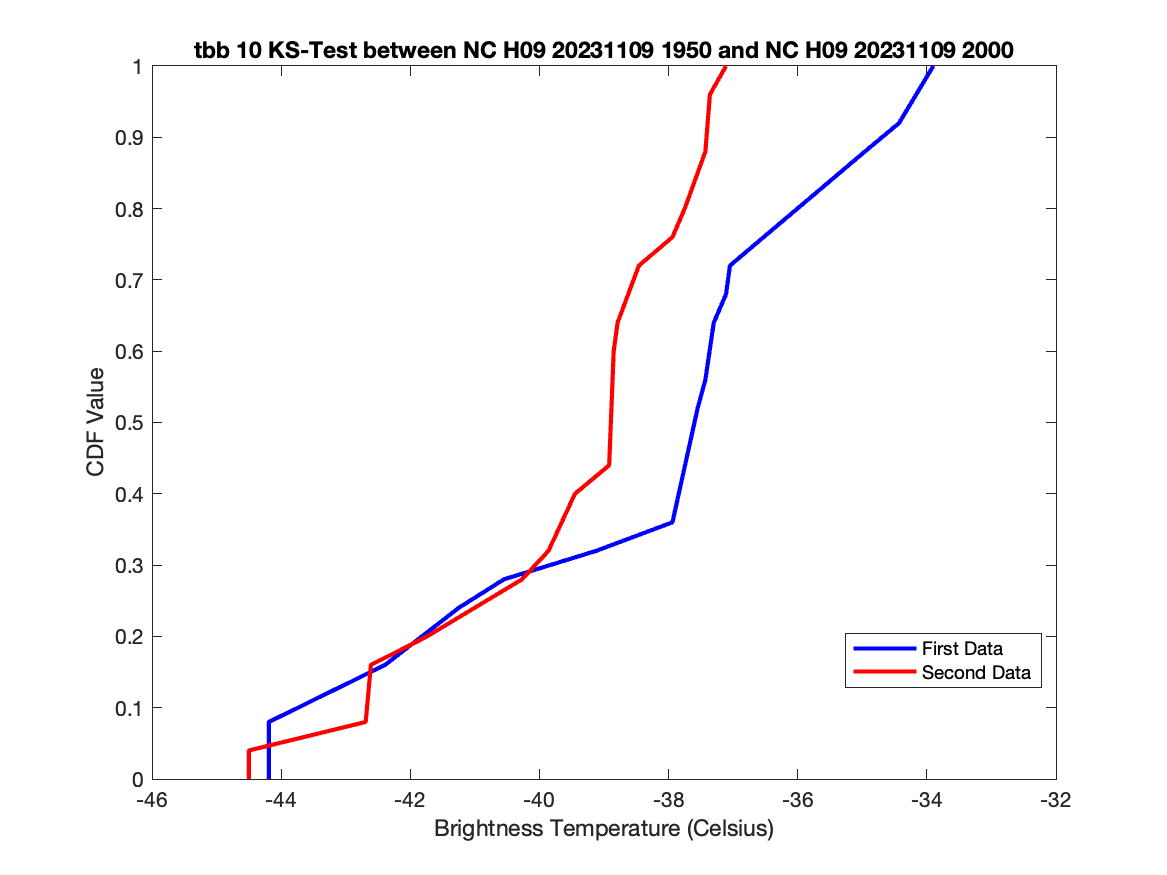 tbb 10 KS-Test between NC H09 20231109 1950 and NC H09 20231109 2000
1
0.9
0.8
0.7
0.6
0.5
0.4
0.3
0.2
0.1
0
CDF Value
First Data
Second Data
-46 -44 -42 -40 -38 -36 -34 -32
Brightness Temperature (Celsius)